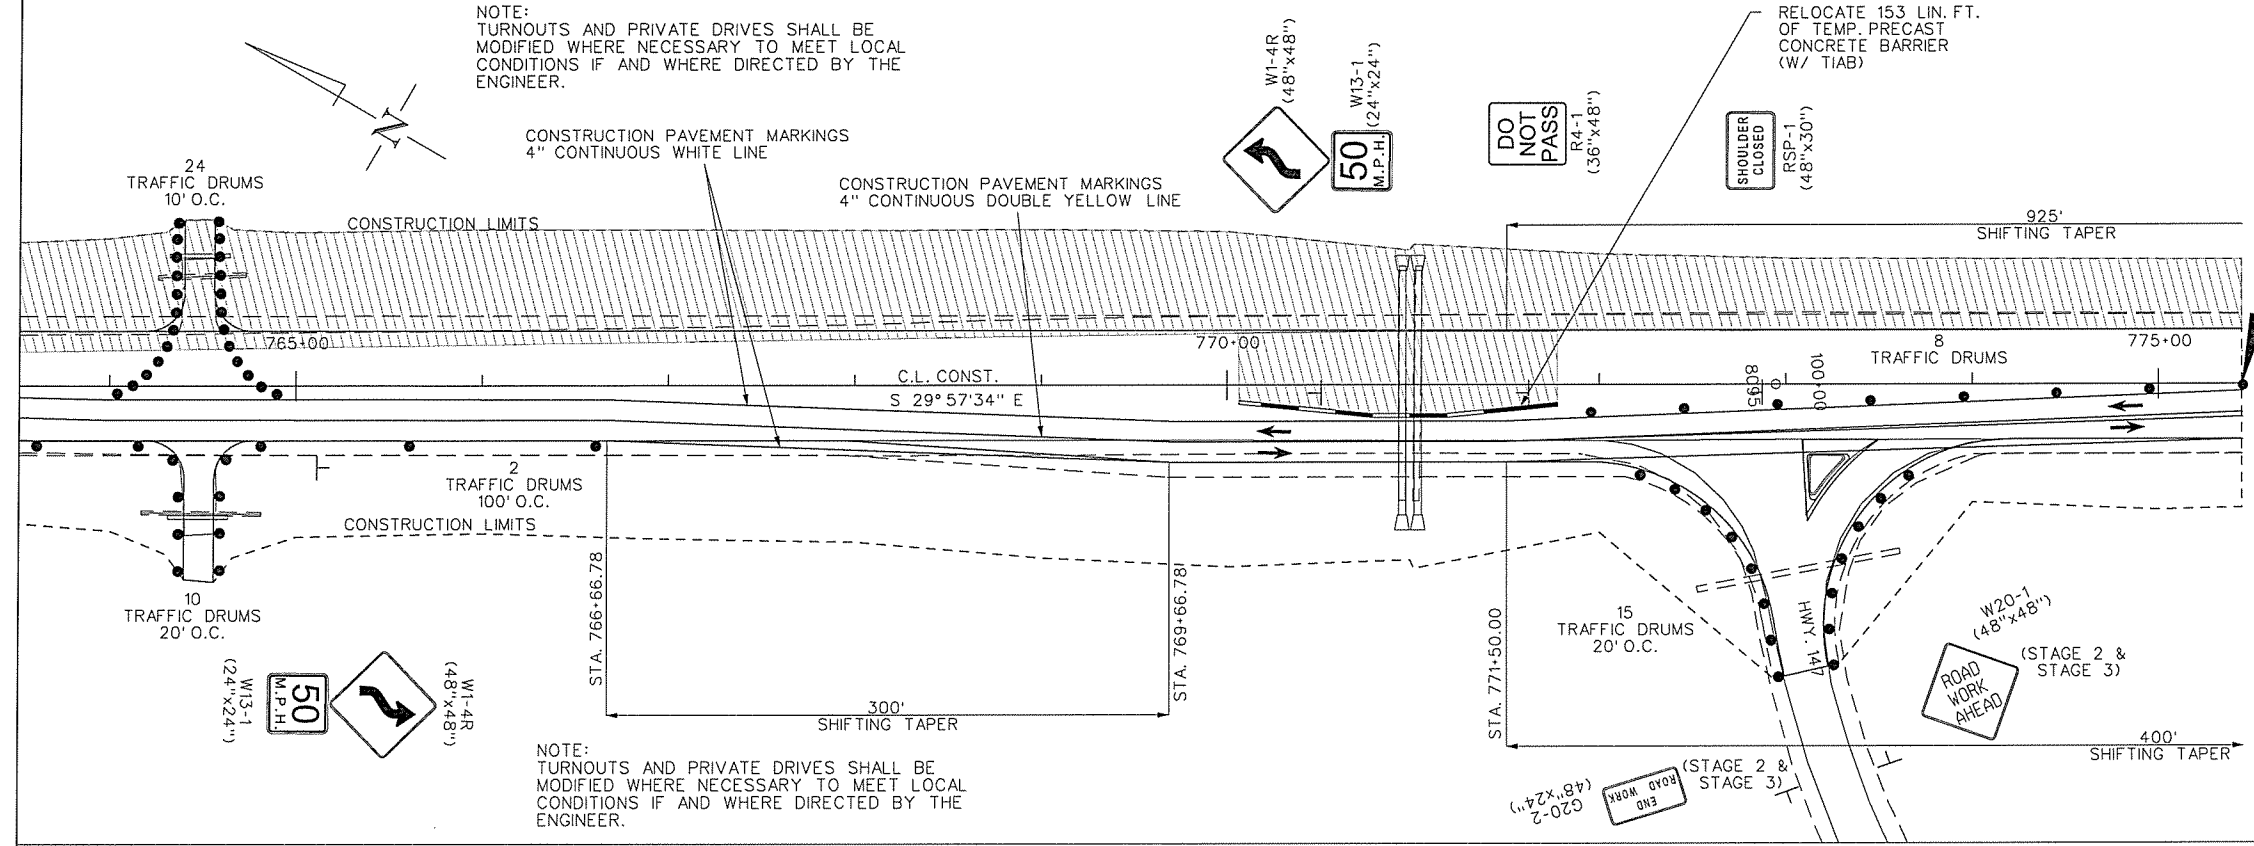 NOTE:
TURNOUTS AND PRIVATE DRIVES SHALL BE
MODIFIED WHERE NECESSARY TO MEET LOCAL
CONDITIONS IF AND WHERE DIRECTED BY THE
ENGINEER.
RELOCATE 153 LIN. FT.
OF TEMP. PRECAST
CONCRETE BARRIER
(W/ TIAB)
N
W1-4R
(48"x48")
W13-1
(24"x24")
50
M.P.H.
DO
NOT
PASS
R4-1
(36"x48")
SHOULDER
CLOSED
RSP-1
(48"x30")
CONSTRUCTION PAVEMENT MARKINGS
4" CONTINUOUS WHITE LINE
24
TRAFFIC DRUMS
10' O.C.
CONSTRUCTION PAVEMENT MARKINGS
4" CONTINUOUS DOUBLE YELLOW LINE
CONSTRUCTION LIMITS
925'
SHIFTING TAPER
765+00
770+00
8
TRAFFIC DRUMS
775+00
C.L. CONST.
S 29°57'34" E
8095
100+00
2
TRAFFIC DRUMS
100' O.C.
CONSTRUCTION LIMITS
10
TRAFFIC DRUMS
20' O.C.
STA. 766+66.78
STA. 769+66.78
STA. 771+50.00
15
TRAFFIC DRUMS
20' O.C.
HWY. 147
W20-1
(48"x48")
(STAGE 2 &
STAGE 3)
ROAD
WORK
AHEAD
W13-1
(24"x24")
50
M.P.H.
W1-4R
(48"x48")
300'
SHIFTING TAPER
400'
SHIFTING TAPER
NOTE:
TURNOUTS AND PRIVATE DRIVES SHALL BE
MODIFIED WHERE NECESSARY TO MEET LOCAL
CONDITIONS IF AND WHERE DIRECTED BY THE
ENGINEER.
(STAGE 2 &
STAGE 3)
END
ROAD WORK
G20-2
(48"x24")